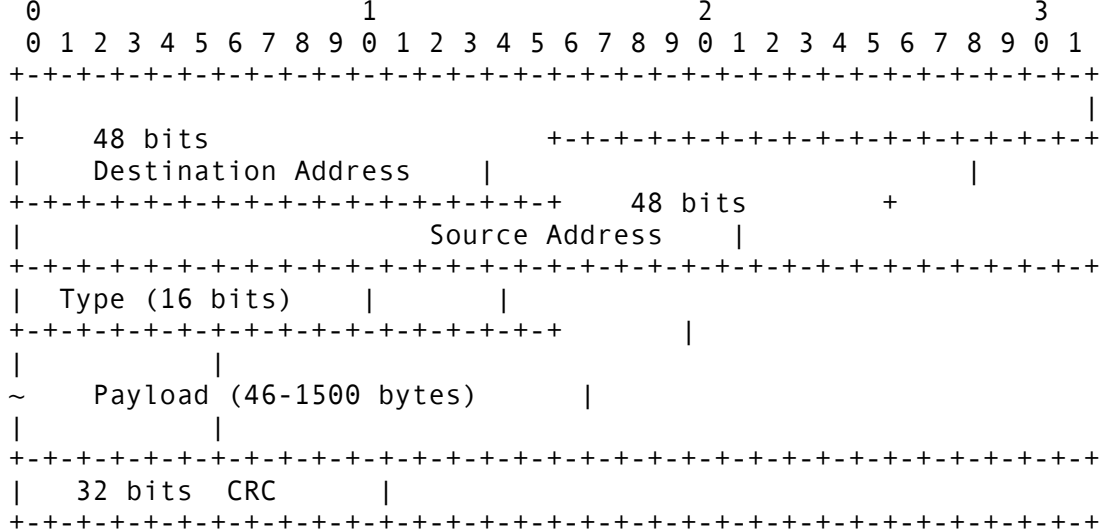 0                   1                   2                   3
 0 1 2 3 4 5 6 7 8 9 0 1 2 3 4 5 6 7 8 9 0 1 2 3 4 5 6 7 8 9 0 1
+-+-+-+-+-+-+-+-+-+-+-+-+-+-+-+-+-+-+-+-+-+-+-+-+-+-+-+-+-+-+-+-+
|                                                               |
+    48 bits                    +-+-+-+-+-+-+-+-+-+-+-+-+-+-+-+-+
|    Destination Address    |                            |
+-+-+-+-+-+-+-+-+-+-+-+-+-+-+-+-+    48 bits        +
|                        Source Address    |
+-+-+-+-+-+-+-+-+-+-+-+-+-+-+-+-+-+-+-+-+-+-+-+-+-+-+-+-+-+-+-+-+
|  Type (16 bits)    |       |
+-+-+-+-+-+-+-+-+-+-+-+-+-+-+-+-+       |
|           |
~    Payload (46-1500 bytes)      |
|           |
+-+-+-+-+-+-+-+-+-+-+-+-+-+-+-+-+-+-+-+-+-+-+-+-+-+-+-+-+-+-+-+-+
|   32 bits  CRC      |
+-+-+-+-+-+-+-+-+-+-+-+-+-+-+-+-+-+-+-+-+-+-+-+-+-+-+-+-+-+-+-+-+